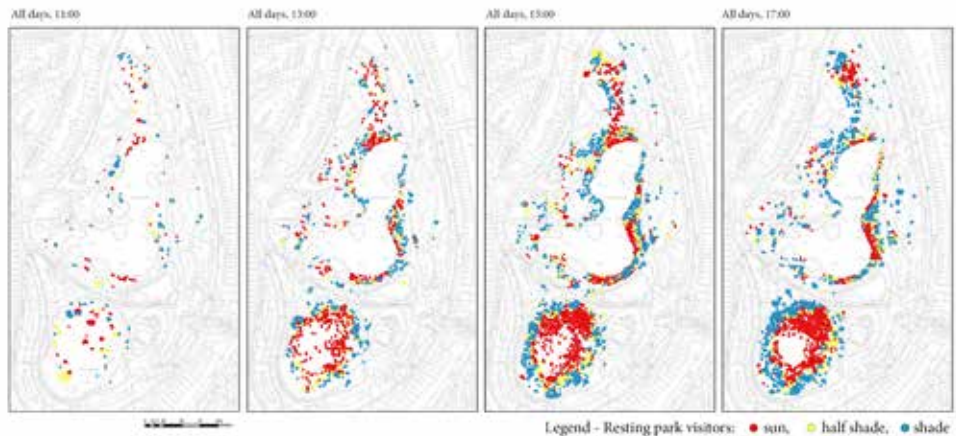 All days, 11:00
All days, 13:00
All days, 15:00
All days, 17:00
Legend - Resting park visitors: sun, half shade, shade